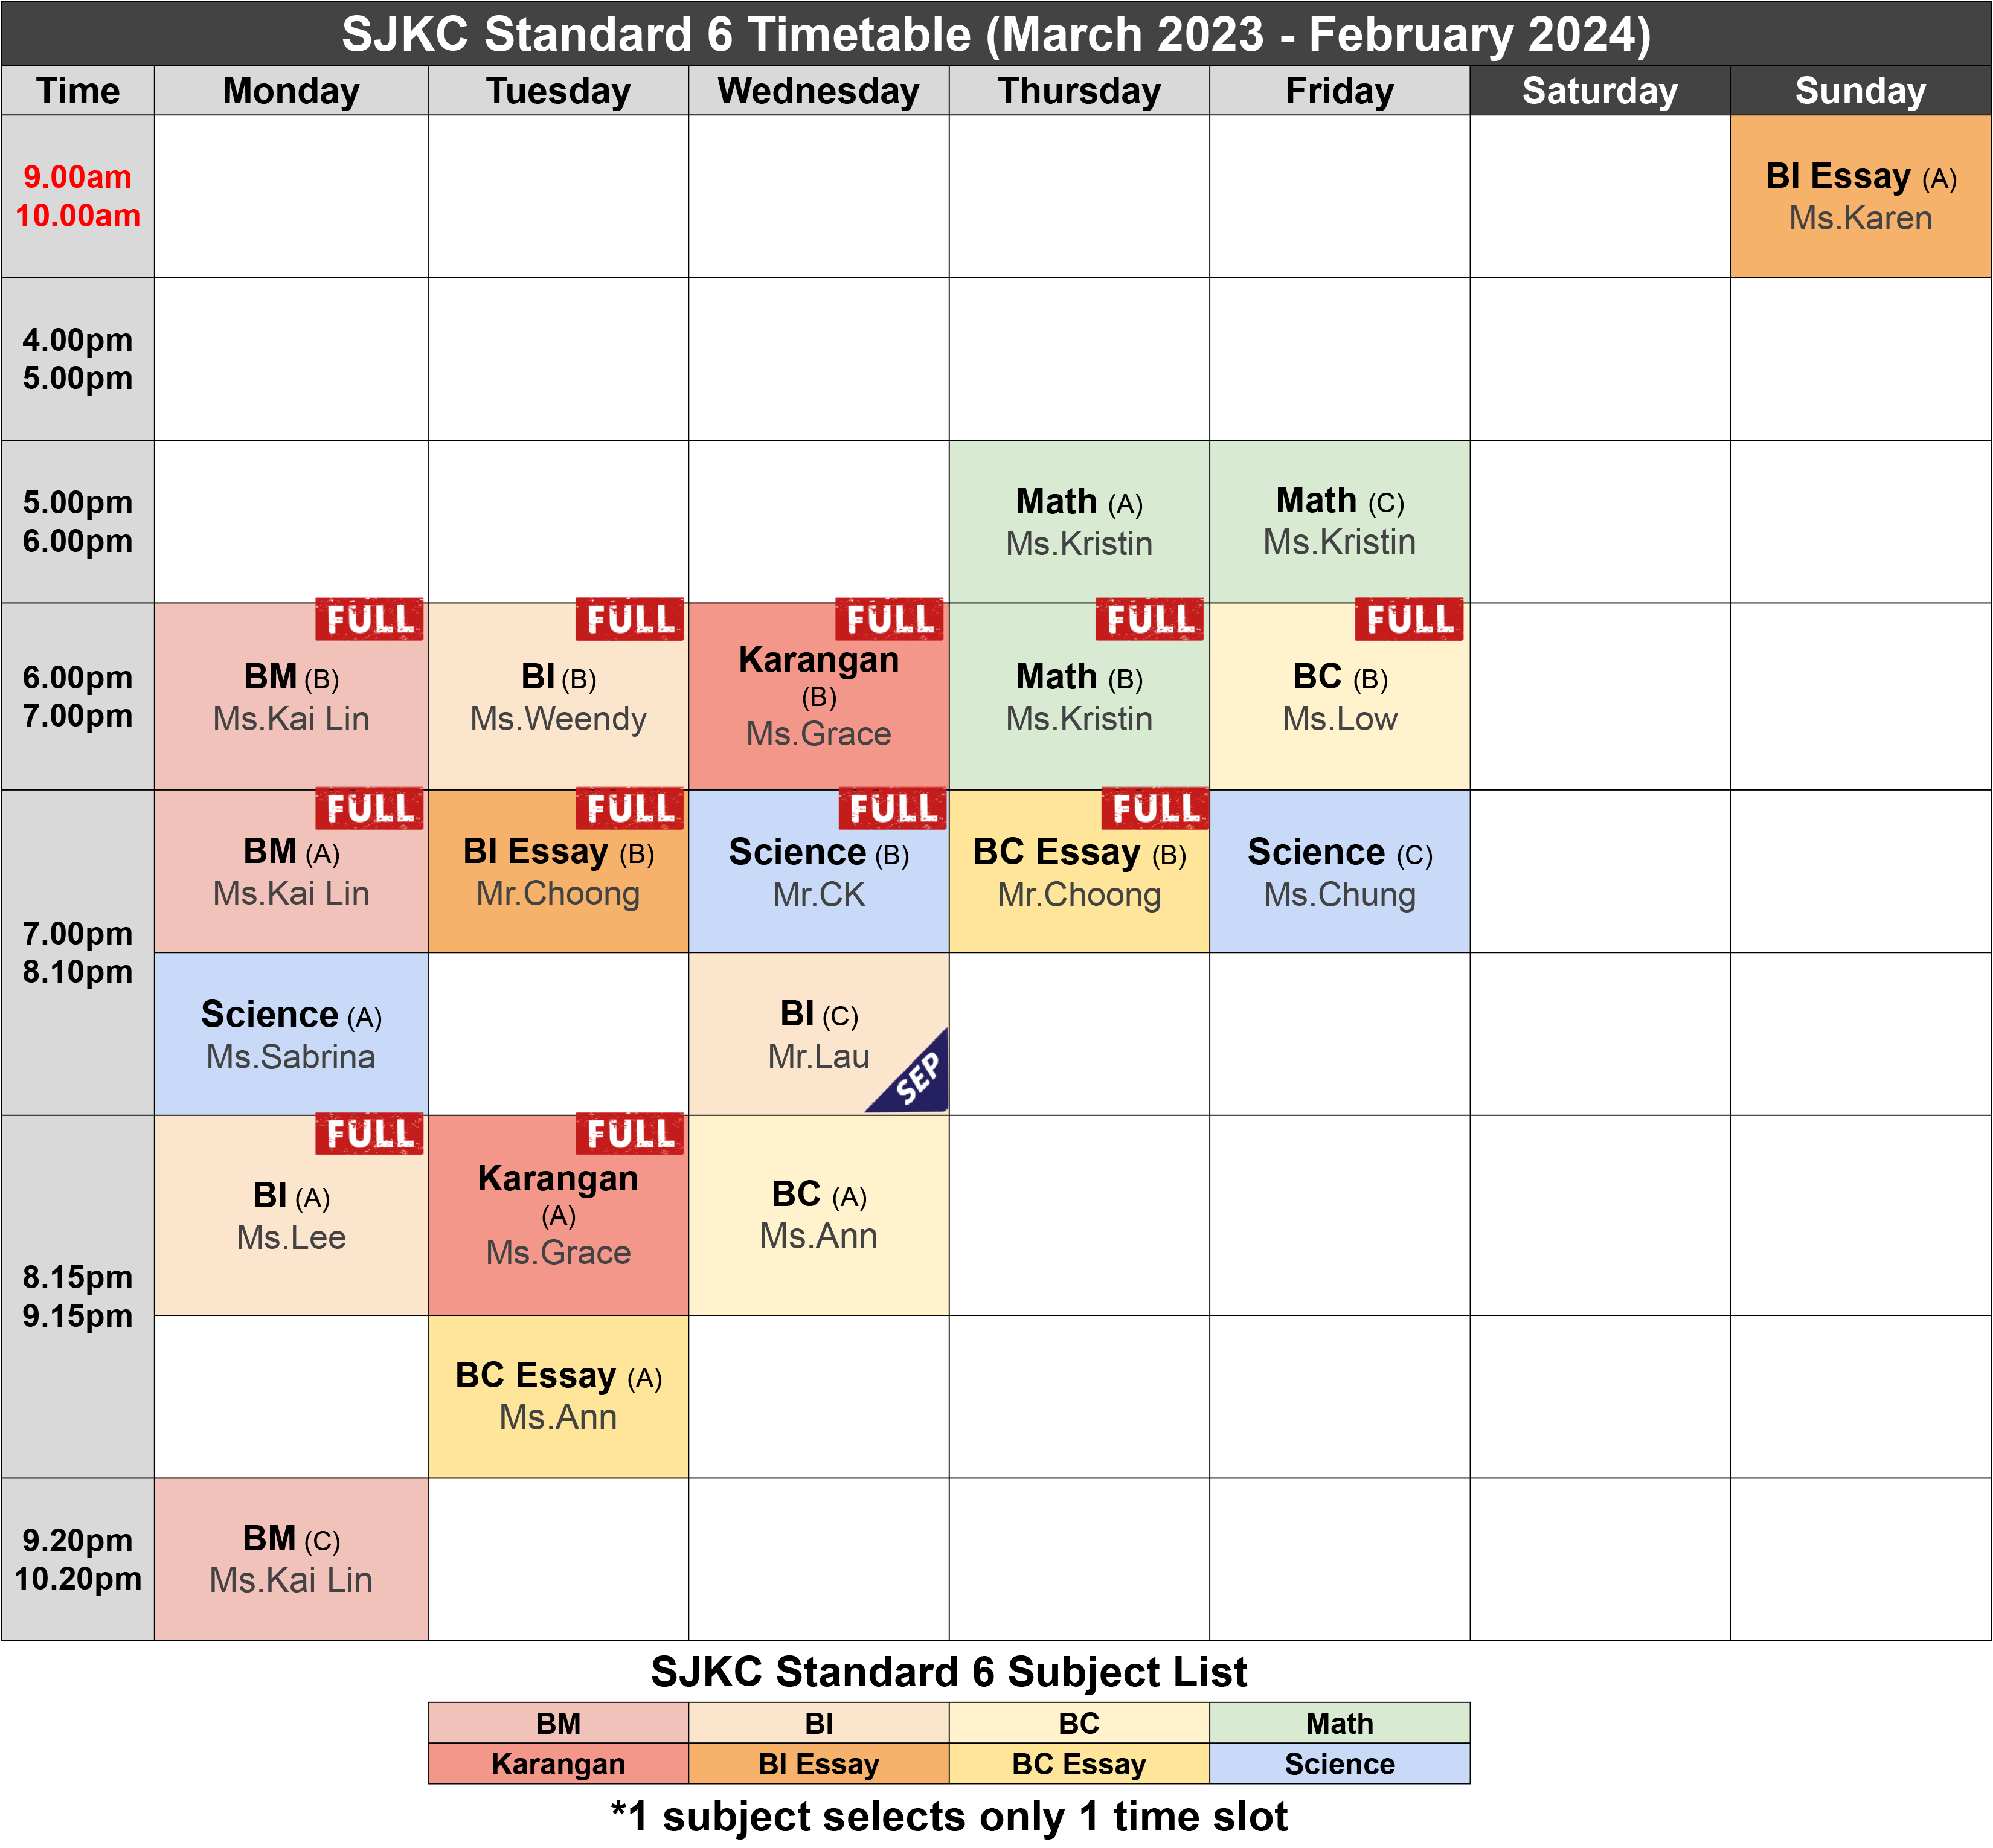 SJKC Standard 6 Timetable (March 2023 - February 2024)
Time Monday Tuesday Wednesday Thursday Friday Saturday Sunday
9.00am
10.00am
BI Essay (A)
Ms.Karen
4.00pm
5.00pm
5.00pm
6.00pm
Math (A)
Ms.Kristin
Math (C)
Ms.Kristin
6.00pm
7.00pm
FULL
BM (B)
Ms.Kai Lin
FULL
BI (B)
Ms.Weendy
FULL
Karangan
(B)
Ms.Grace
FULL
Math (B)
Ms.Kristin
FULL
BC (B)
Ms.Low
7.00pm
8.10pm
FULL
BM (A)
Ms.Kai Lin
FULL
BI Essay (B)
Mr.Choong
FULL
Science (B)
Mr.CK
FULL
BC Essay (B)
Mr.Choong
Science (C)
Ms.Chung
Science (A)
Ms.Sabrina
BI (C)
Mr.Lau
SEP
8.15pm
9.15pm
FULL
BI (A)
Ms.Lee
FULL
Karangan
(A)
Ms.Grace
BC (A)
Ms.Ann
BC Essay (A)
Ms.Ann
9.20pm
10.20pm
BM (C)
Ms.Kai Lin
SJKC Standard 6 Subject List
BM BI BC Math
Karangan BI Essay BC Essay Science
*1 subject selects only 1 time slot